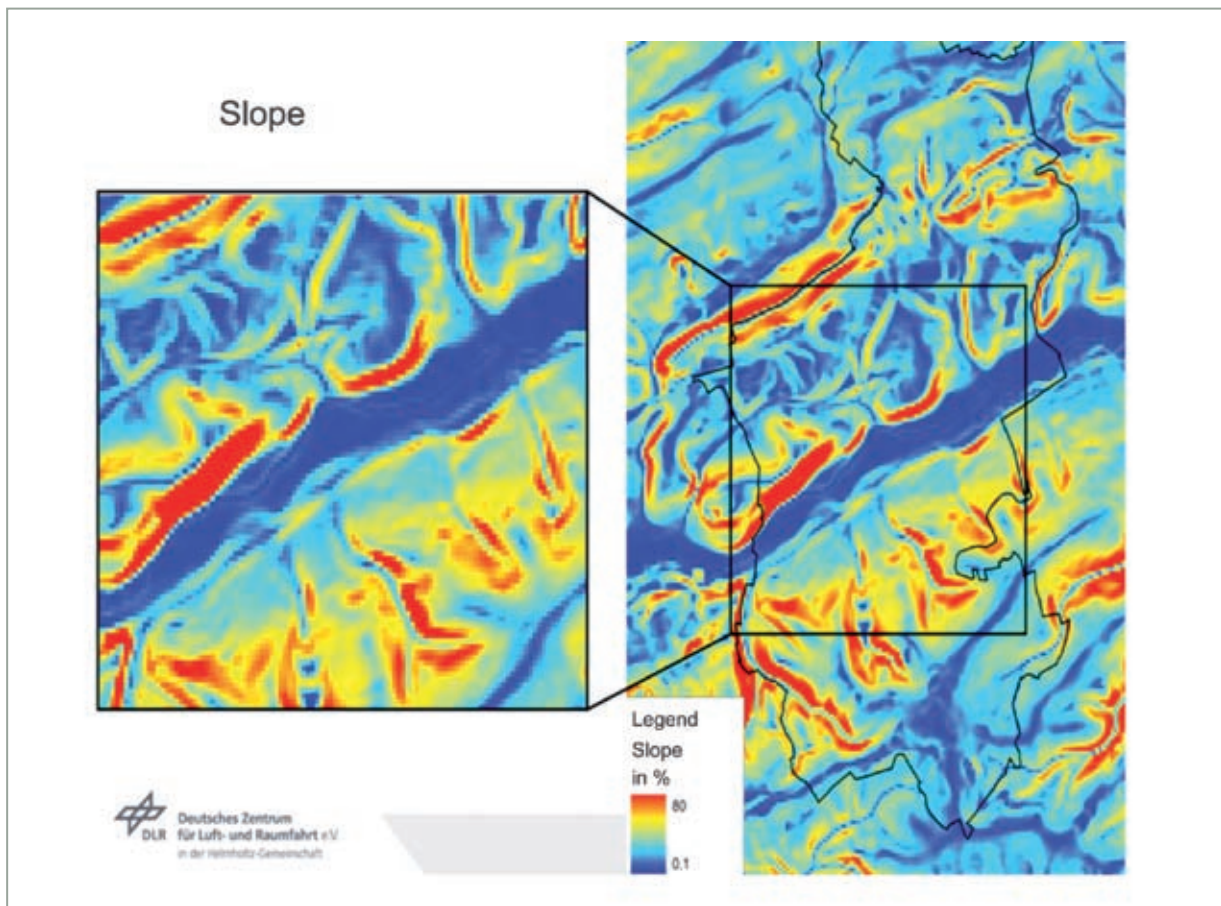 Slope
Legend
Slope
in %
80
0.1
DLR
Deutsches Zentrum
für Luft- und Raumfahrt e.V.
in der Helmholtz-Gemeinschaft